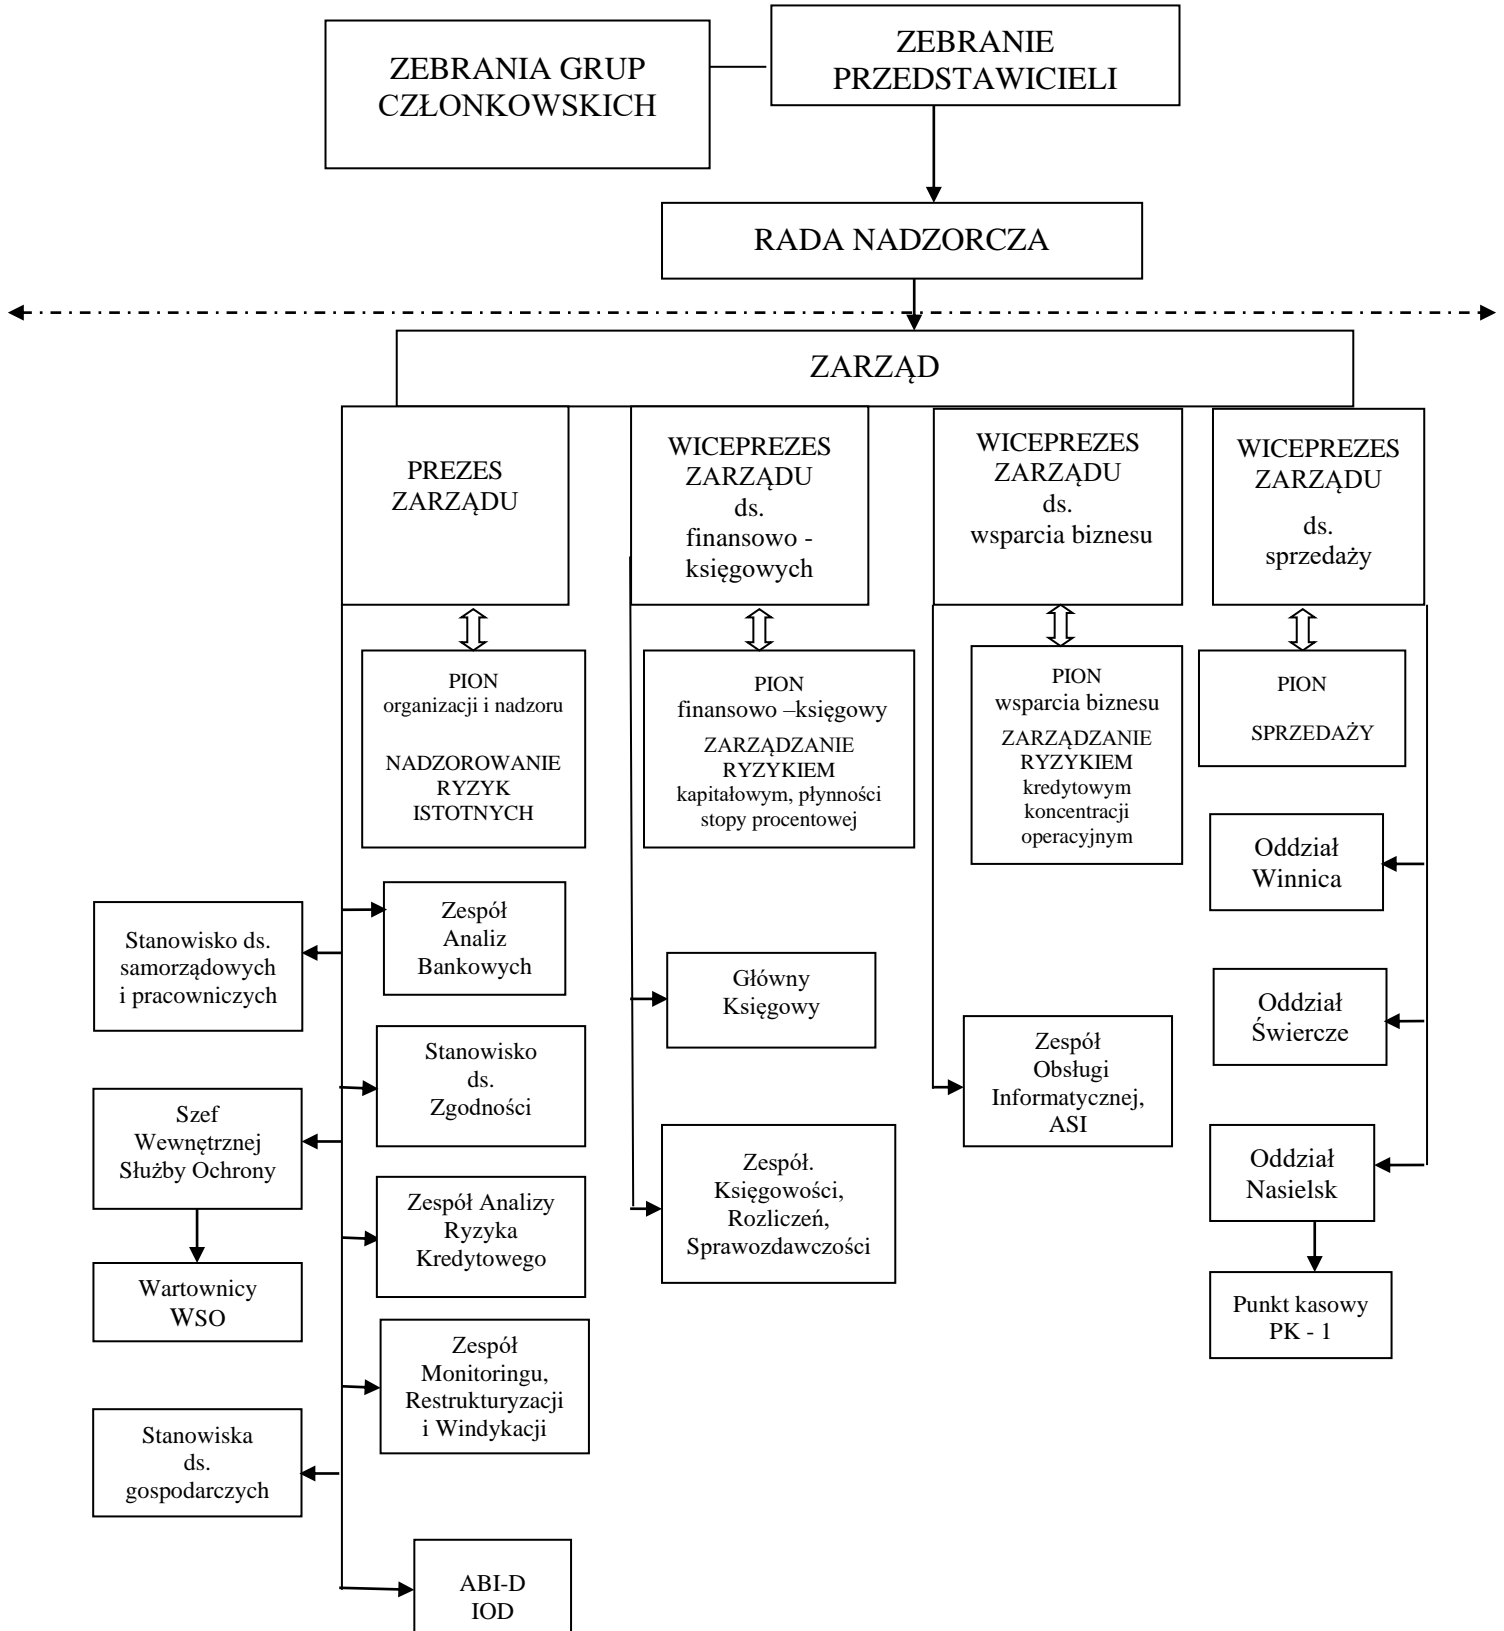 ZEBRANIA GRUP
CZŁONKOWSKICH
ZEBRANIE
PRZEDSTAWICIELI
RADA NADZORCZA
ZARZĄD
PREZES
ZARZĄDU
WICEPREZES
ZARZĄDU
ds.
finansowo -
księgowych
WICEPREZES
ZARZĄDU
ds.
wsparcia biznesu
WICEPREZES
ZARZĄDU
ds.
sprzedaży
PION
organizacji i nadzoru
NADZOROWANIE
RYZYK
ISTOTNYCH
PION
finansowo –księgowy
ZARZĄDZANIE
RYZYKIEM
kapitałowym, płynności
stopy procentowej
PION
wsparcia biznesu
ZARZĄDZANIE
RYZYKIEM
kredytowym
koncentracji
operacyjnym
PION
SPRZEDAŻY
Stanowisko ds.
samorządowych
i pracowniczych
Szef
Wewnętrznej
Służby Ochrony
Wartownicy
WSO
Stanowiska
ds.
gospodarczych
Zespół
Analiz
Bankowych
Stanowisko
ds.
Zgodności
Zespół Analizy
Ryzyka
Kredytowego
Zespół
Monitoringu,
Restrukturyzacji
i Windykacji
ABI-D
IOD
Główny
Księgowy
Zespół.
Księgowości,
Rozliczeń,
Sprawozdawczości
Zespół
Obsługi
Informatycznej,
ASI
Oddział
Winnica
Oddział
Świercze
Oddział
Nasielsk
Punkt kasowy
PK - 1